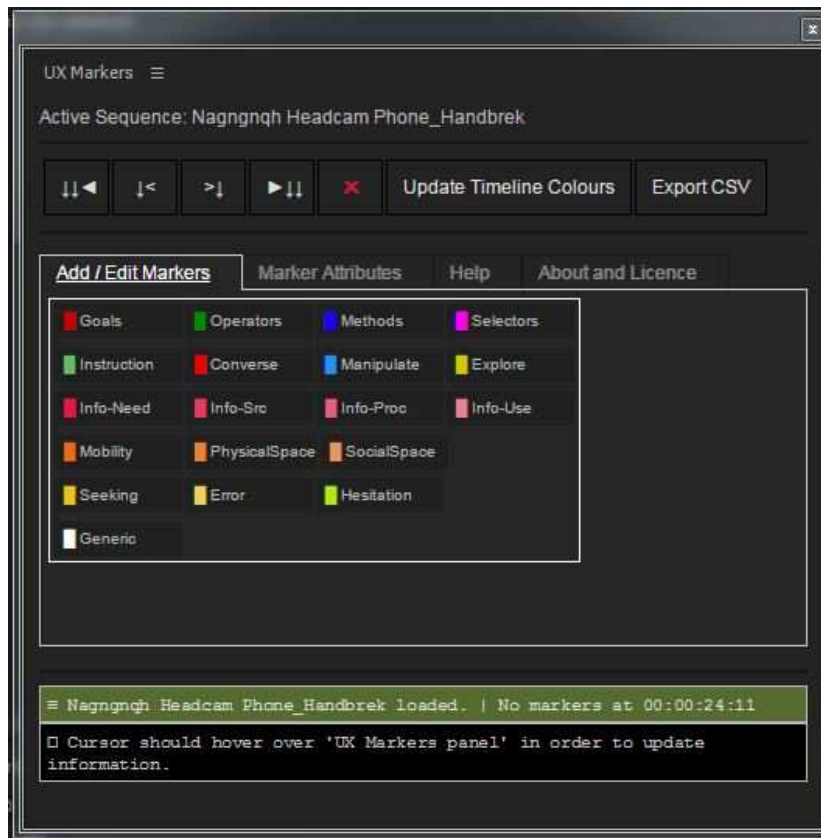 x
UX Markers ≡
Active Sequence: Nagngnqh Headcam Phone_Handbrek
↓↓◄ ↓< >↓ ►↓↓ × Update Timeline Colours Export CSV
Add / Edit Markers Marker Attributes Help About and Licence
Goals Operators Methods Selectors
Instruction Converse Manipulate Explore
Info-Need Info-Src Info-Proc Info-Use
Mobility PhysicalSpace SocialSpace
Seeking Error Hesitation
Generic
≡ Nagngnqh Headcam Phone_Handbrek loaded. | No markers at 00:00:24:11
□ Cursor should hover over 'UX Markers panel' in order to update
information.